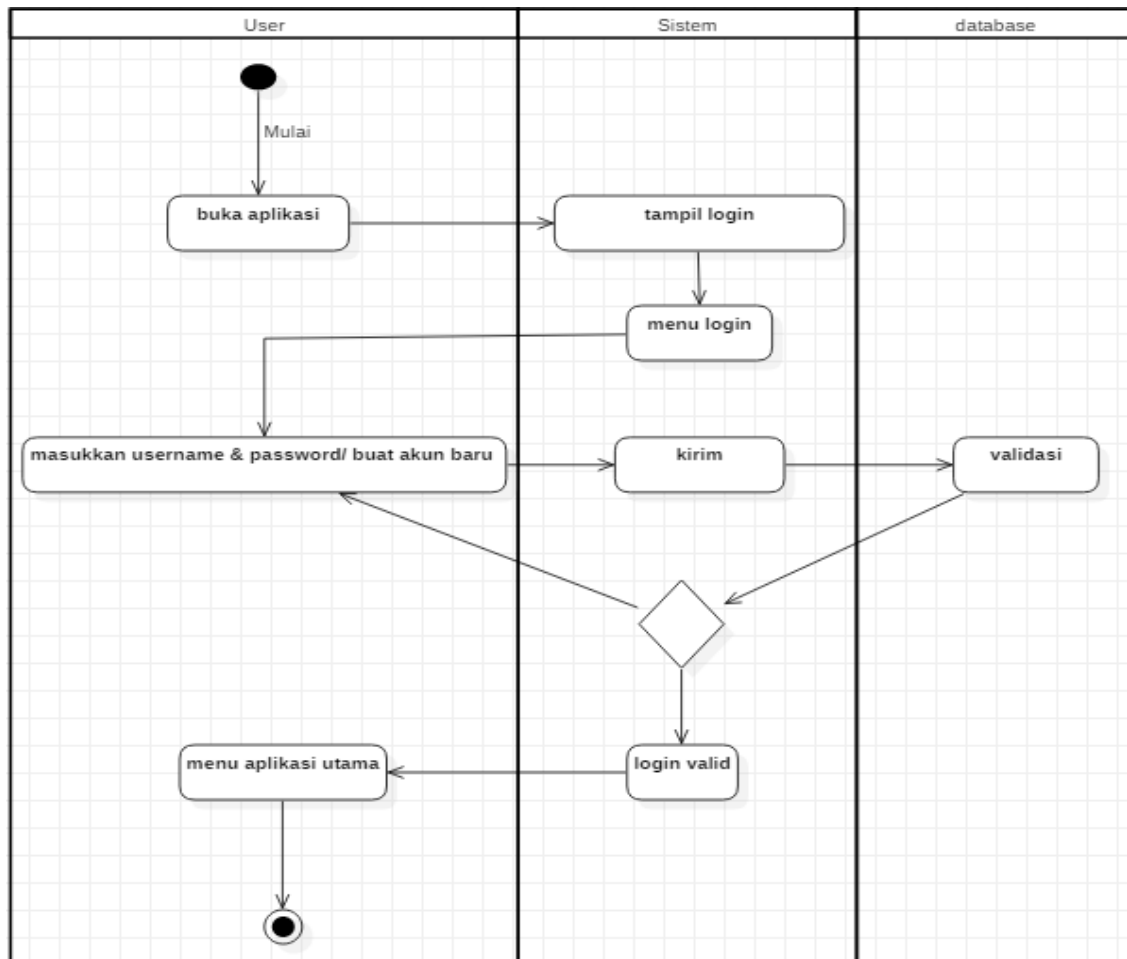 User
Sistem
database
Mulai
buka aplikasi
tampil login
menu login
masukkan username & password/ buat akun baru
kirim
validasi
menu aplikasi utama
login valid